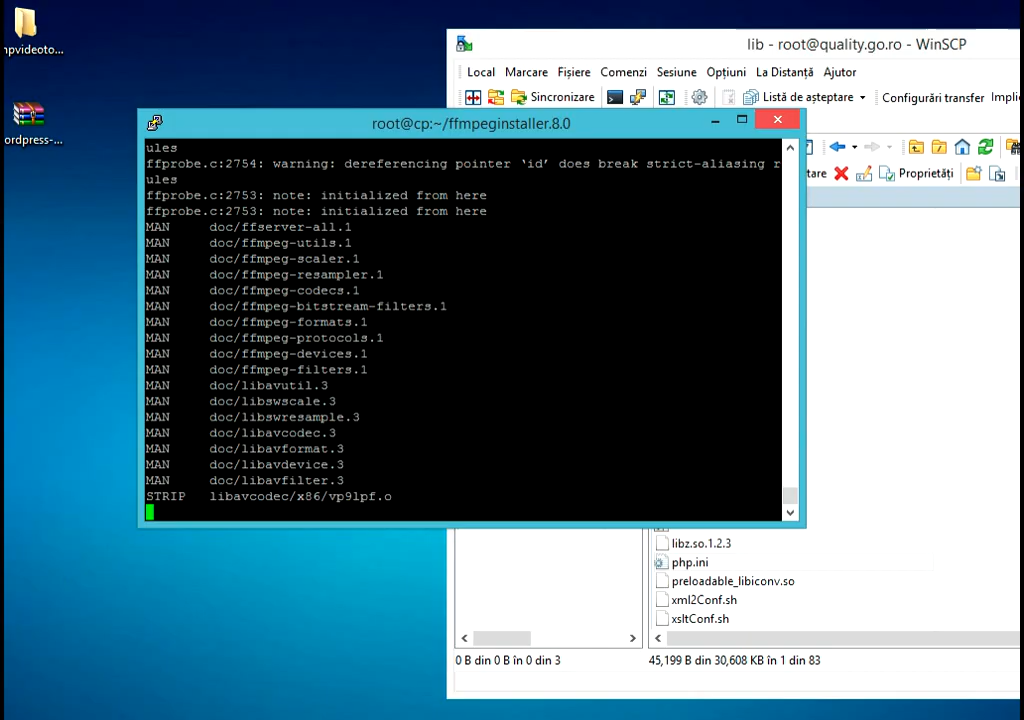 npvideoto...
ordpress-...
lib - root@quality.go.ro - WinSCP
Local Marcare Fișiere Comenzi Sesiune Opțiuni La Distanță Ajutor
Sincronizare Listă de așteptare Configurări transfer Impli
tare Proprietăți
root@cp:~/ffmpeginstaller.8.0
ules
ffprobe.c:2754: warning: dereferencing pointer ‘id’ does break strict-aliasing r
ules
ffprobe.c:2753: note: initialized from here
ffprobe.c:2753: note: initialized from here
MAN doc/ffserver-all.1
MAN doc/ffmpeg-utils.1
MAN doc/ffmpeg-scaler.1
MAN doc/ffmpeg-resampler.1
MAN doc/ffmpeg-codecs.1
MAN doc/ffmpeg-bitstream-filters.1
MAN doc/ffmpeg-formats.1
MAN doc/ffmpeg-protocols.1
MAN doc/ffmpeg-devices.1
MAN doc/ffmpeg-filters.1
MAN doc/libavutil.3
MAN doc/libswscale.3
MAN doc/libswresample.3
MAN doc/libavcodec.3
MAN doc/libavformat.3
MAN doc/libavdevice.3
MAN doc/libavfilter.3
STRIP libavcodec/x86/vp9lpf.o
libz.so.1.2.3
php.ini
preloadable_libiconv.so
xml2Conf.sh
xsltConf.sh
0 B din 0 B în 0 din 3
45,199 B din 30,608 KB în 1 din 83